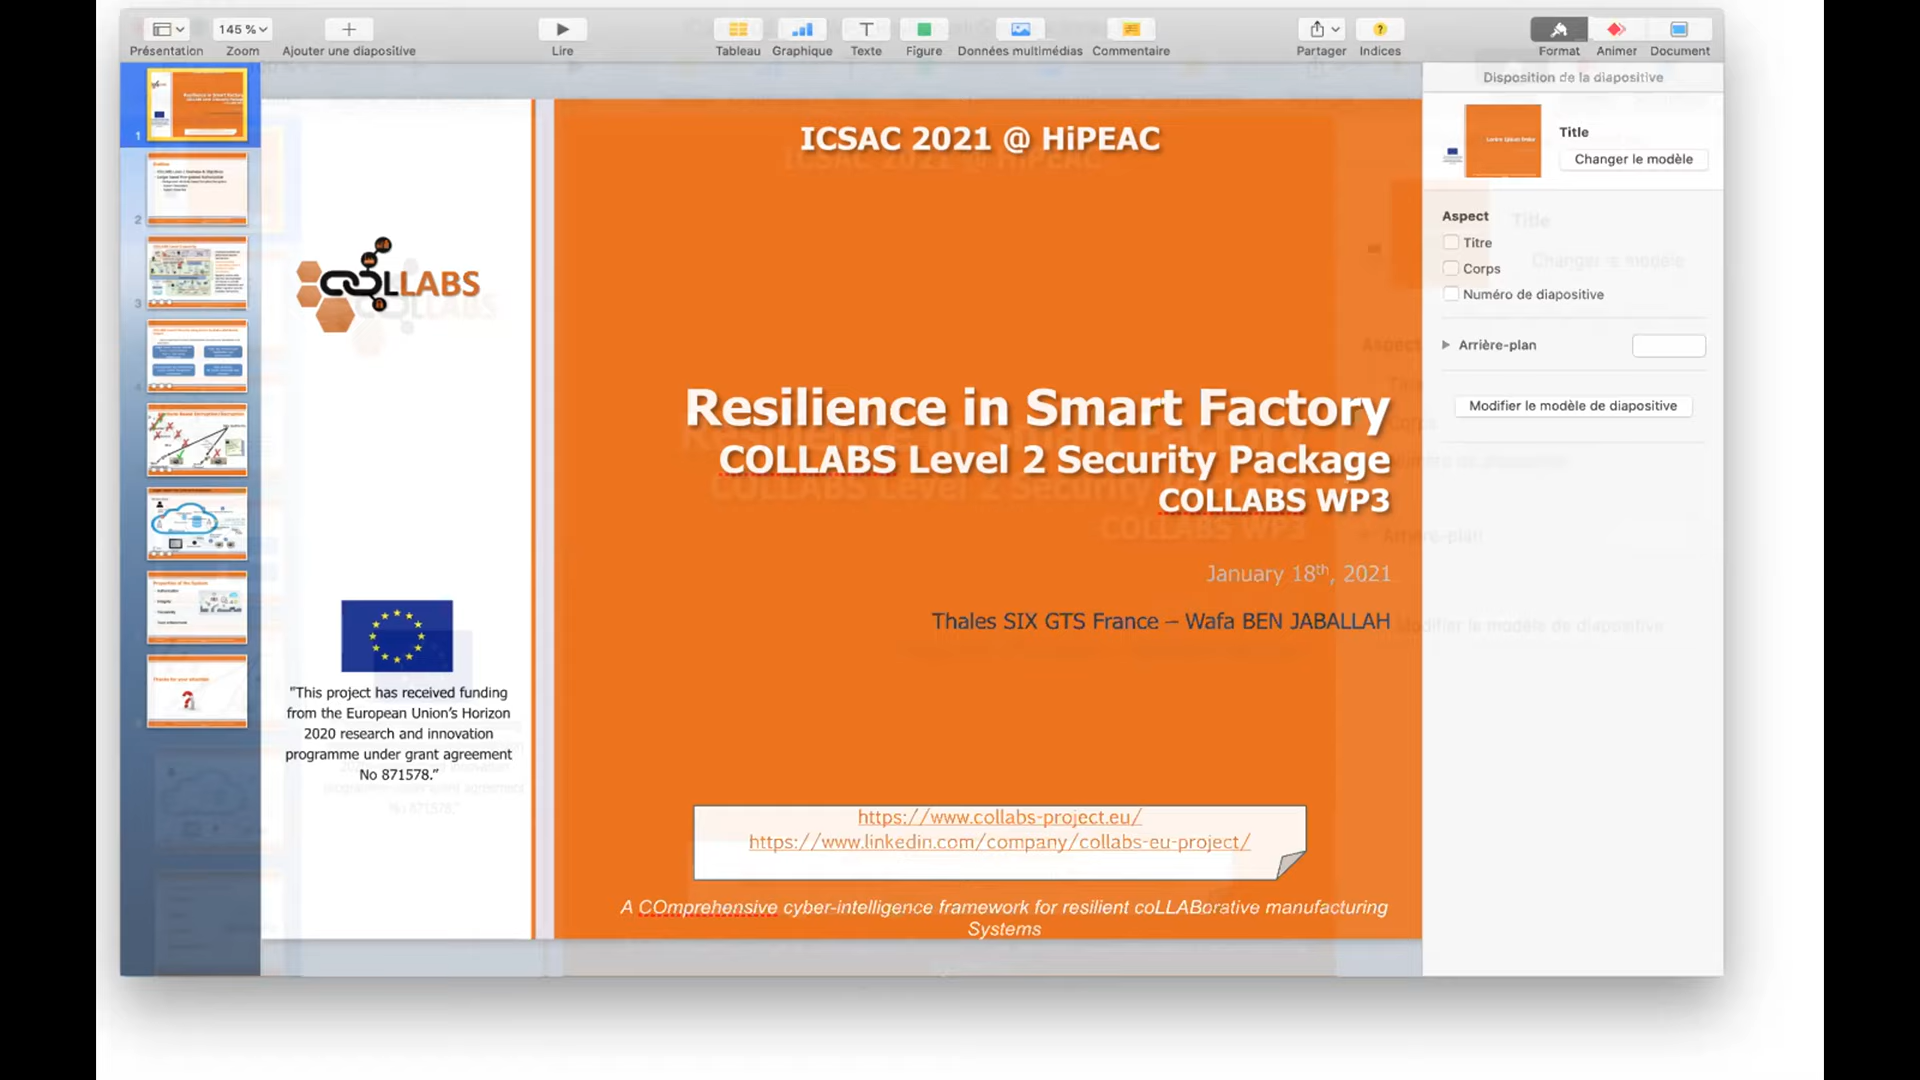 Présentation
145 %
Zoom
Ajouter une diapositive
Lire
Tableau
Graphique
Texte
Figure
Données multimédias
Commentaire
Partager
Indices
Format
Animer
Document
1
2
3
4
ICSAC 2021 @ HiPEAC
COLLABS
Resilience in Smart Factory
COLLABS Level 2 Security Package
COLLABS WP3
January 18th, 2021
Thales SIX GTS France – Wafa BEN JABALLAH
"This project has received funding
from the European Union's Horizon
2020 research and innovation
programme under grant agreement
No 871578."
https://www.collabs-project.eu/
https://www.linkedin.com/company/collabs-eu-project/
A COmprehensive cyber-intelligence framework for resilient coLLABorative manufacturing
Systems
Disposition de la diapositive
Title
Changer le modèle
Aspect
Titre
Corps
Numéro de diapositive
Arrière-plan
Modifier le modèle de diapositive